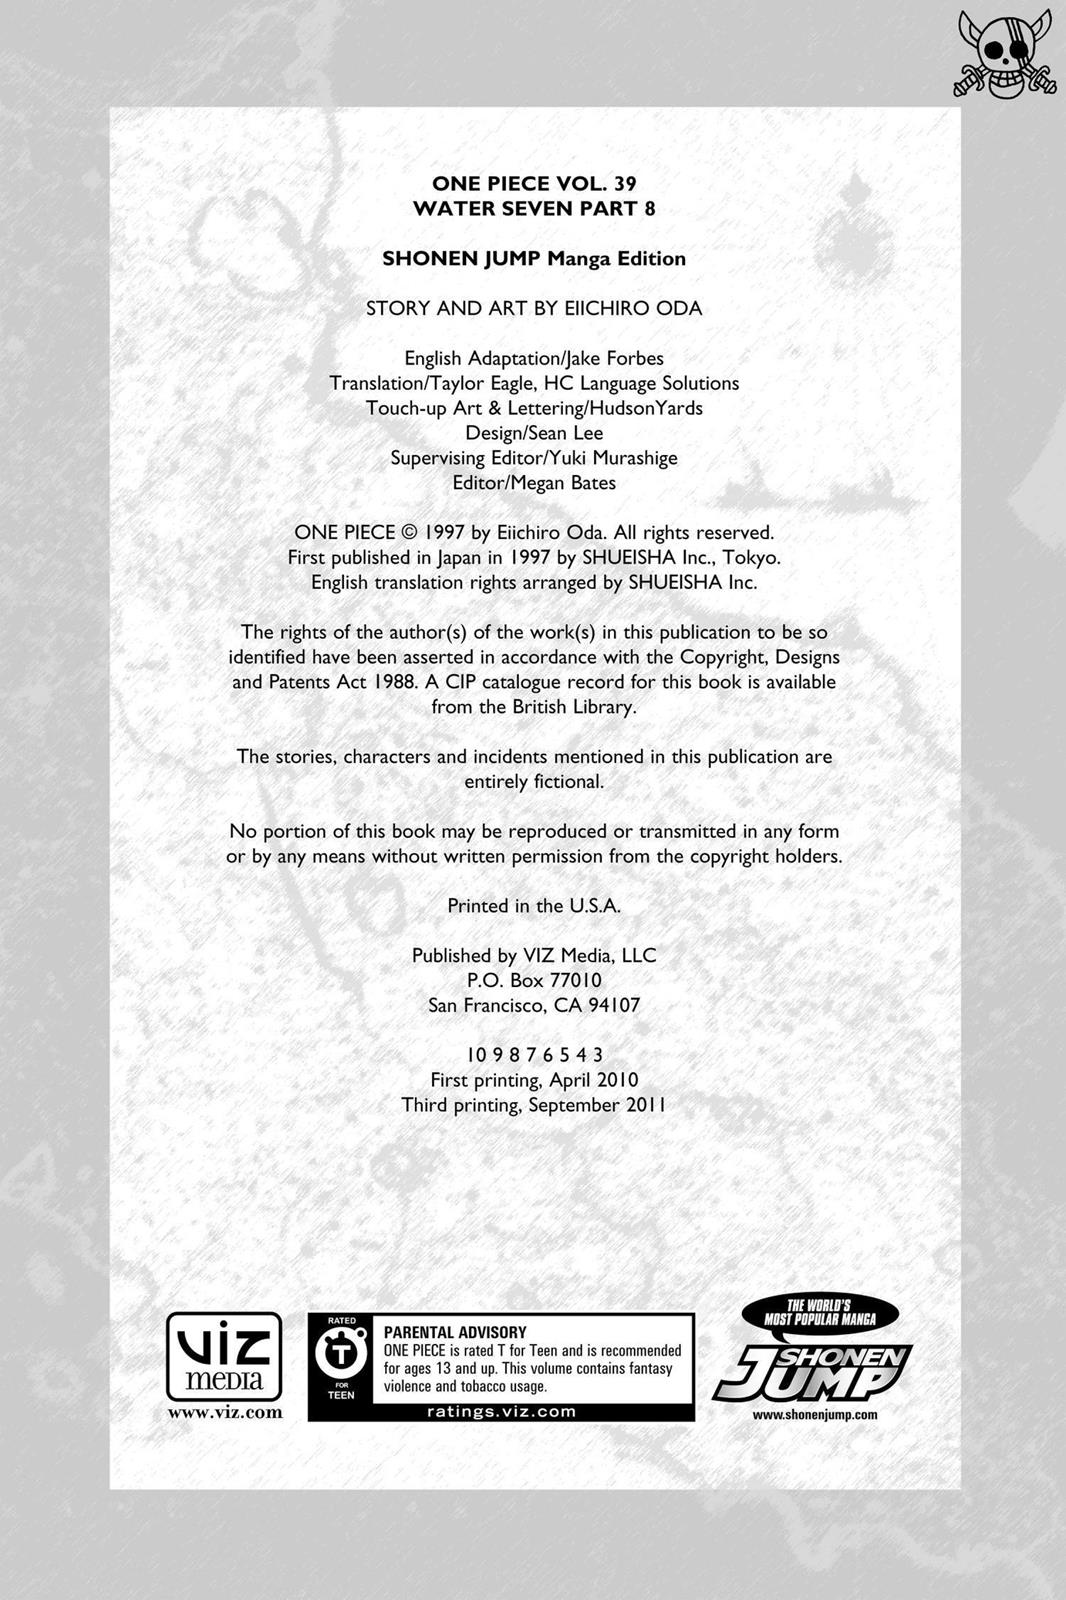 ONE PIECE VOL. 39
WATER SEVEN PART 8
SHONEN JUMP Manga Edition
STORY AND ART BY EIICHIRO ODA
English Adaptation/Jake Forbes
Translation/Taylor Eagle, HC Language Solutions
Touch-up Art & Lettering/HudsonYards
Design/Sean Lee
Supervising Editor/Yuki Murashige
Editor/Megan Bates
ONE PIECE © 1997 by Eiichiro Oda. All rights reserved.
First published in Japan in 1997 by SHUEISHA Inc., Tokyo.
English translation rights arranged by SHUEISHA Inc.
The rights of the author(s) of the work(s) in this publication to be so
identified have been asserted in accordance with the Copyright, Designs
and Patents Act 1988. A CIP catalogue record for this book is available
from the British Library.
The stories, characters and incidents mentioned in this publication are
entirely fictional.
No portion of this book may be reproduced or transmitted in any form
or by any means without written permission from the copyright holders.
Printed in the U.S.A.
Published by VIZ Media, LLC
P.O. Box 77010
San Francisco, CA 94107
10 9 8 7 6 5 4 3
First printing, April 2010
Third printing, September 2011
viz
media
www.viz.com
RATED
T
FOR
TEEN
PARENTAL ADVISORY
ONE PIECE is rated T for Teen and is recommended
for ages 13 and up. This volume contains fantasy
violence and tobacco usage.
ratings.viz.com
THE WORLD'S
MOST POPULAR MANGA
SHONEN
JUMP
www.shonenjump.com